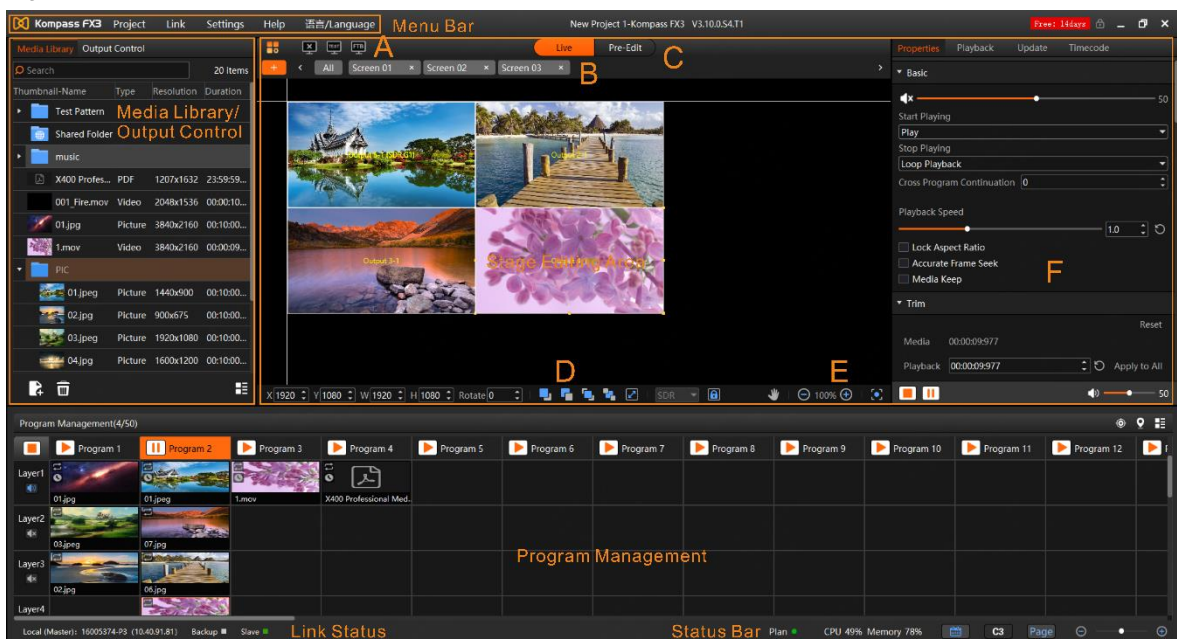 Kompass FX3 Project Link Settings Help 语言/Language Menu Bar New Project 1-Kompass FX3 V3.10.0.S4.T1 Free: 14days
Media Library Output Control A Live Pre-Edit C Properties Playback Update Timecode
Search 20 Items + All Screen 01 × Screen 02 × Screen 03 × B
Thumbnail-Name Type Resolution Duration
Test Pattern
Shared Folder
Media Library/
Output Control
music
X400 Profes... PDF 1207x1632 23:59:59...
001_Fire.mov Video 2048x1536 00:00:10...
01.jpg Picture 3840x2160 00:10:00...
1.mov Video 3840x2160 00:00:09...
PIC
01.jpeg Picture 1440x900 00:10:00...
02.jpg Picture 900x675 00:10:00...
03.jpeg Picture 1920x1080 00:10:00...
04.jpg Picture 1600x1200 00:10:00...
Output 3-1
Stage Editing Area
D E
X 1920 Y 1080 W 1920 H 1080 Rotate 0 SDR 100%
Basic
50
Start Playing
Play
Stop Playing
Loop Playback
Cross Program Continuation 0
Playback Speed
1.0
Lock Aspect Ratio
Accurate Frame Seek
Media Keep
F
Trim
Reset
Media 00:00:09:977
Playback 00:00:09:977 Apply to All
50
Program Management(4/50)
Program 1 Program 2 Program 3 Program 4 Program 5 Program 6 Program 7 Program 8 Program 9 Program 10 Program 11 Program 12
Layer1
01.jpg 01.jpeg 1.mov X400 Professional Med..
Layer2
03.jpeg 07.jpg
Layer3
02.jpg 06.jpg
Program Management
Layer4
Local (Master): 16005374-P3 (10.40.91.81) Backup Slave Link Status Status Bar Plan CPU 49% Memory 78% C3 Page